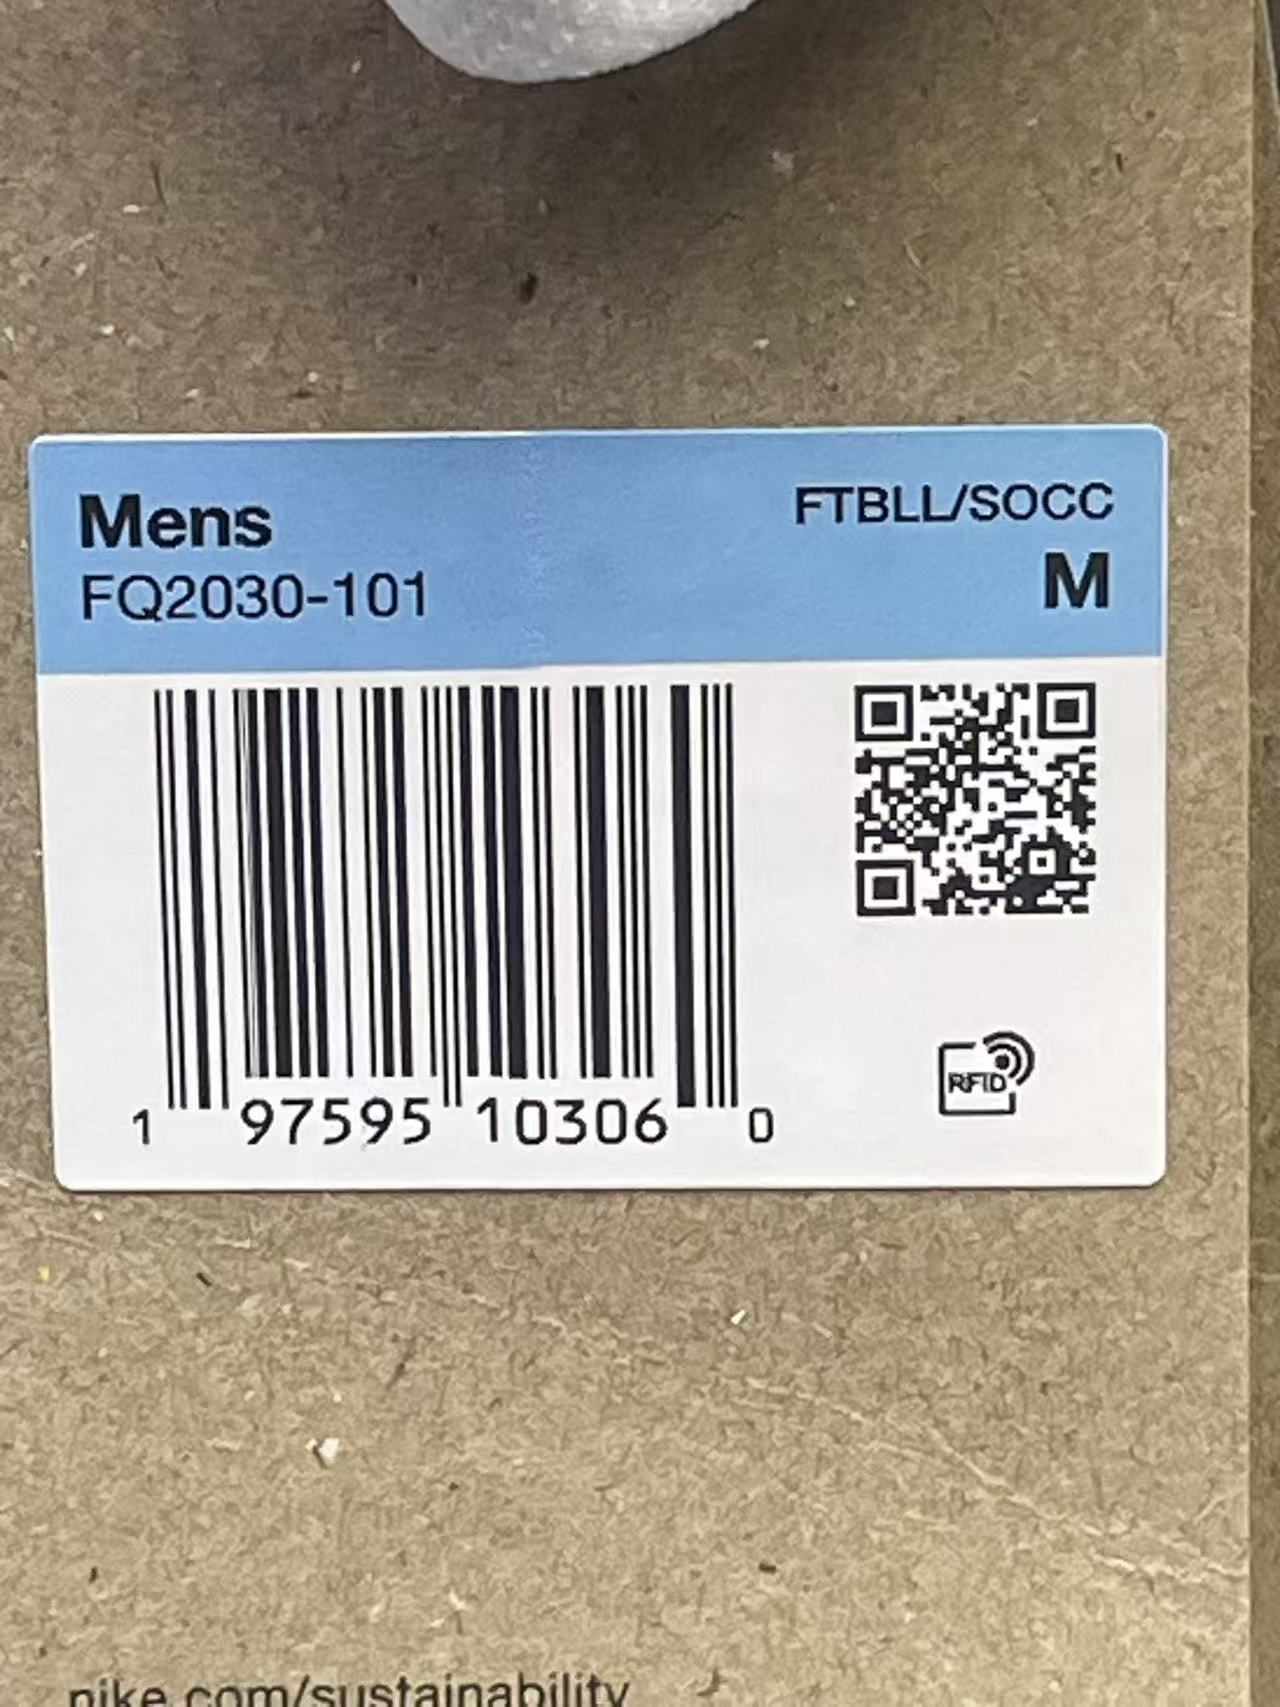 Mens
FTBLL/SOCC
FQ2030-101
M
1 97595 10306 0
RFID
nike.com/sustainability